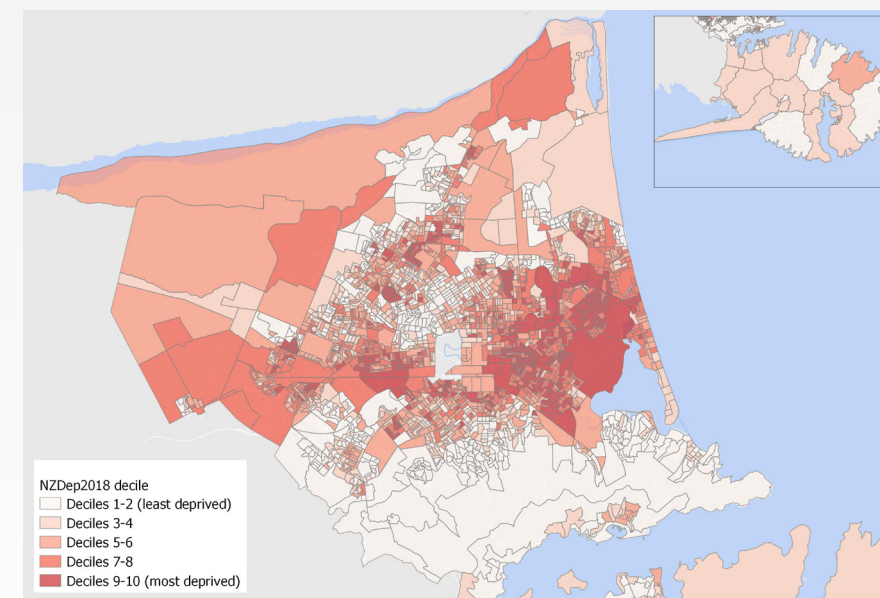 NZDep2018 decile
Deciles 1-2 (least deprived)
Deciles 3-4
Deciles 5-6
Deciles 7-8
Deciles 9-10 (most deprived)